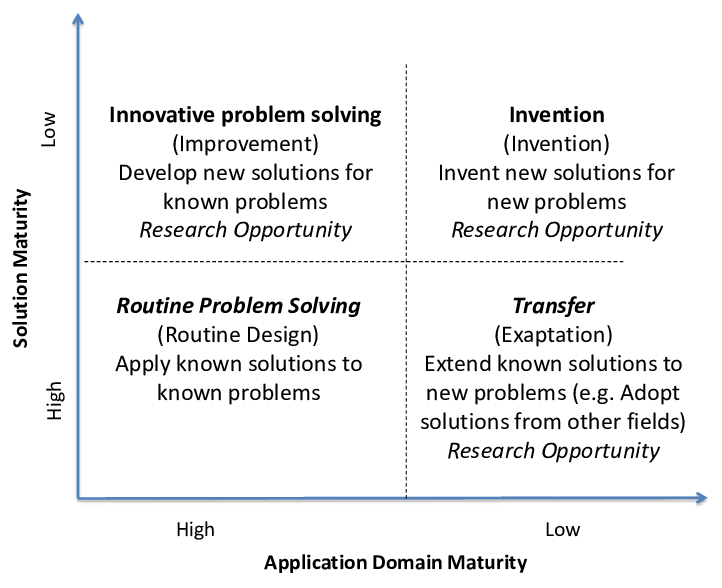 Solution Maturity
Low
High
Innovative problem solving
(Improvement)
Develop new solutions for
known problems
Research Opportunity
Invention
(Invention)
Invent new solutions for
new problems
Research Opportunity
Routine Problem Solving
(Routine Design)
Apply known solutions to
known problems
Transfer
(Exaptation)
Extend known solutions to
new problems (e.g. Adopt
solutions from other fields)
Research Opportunity
High
Low
Application Domain Maturity